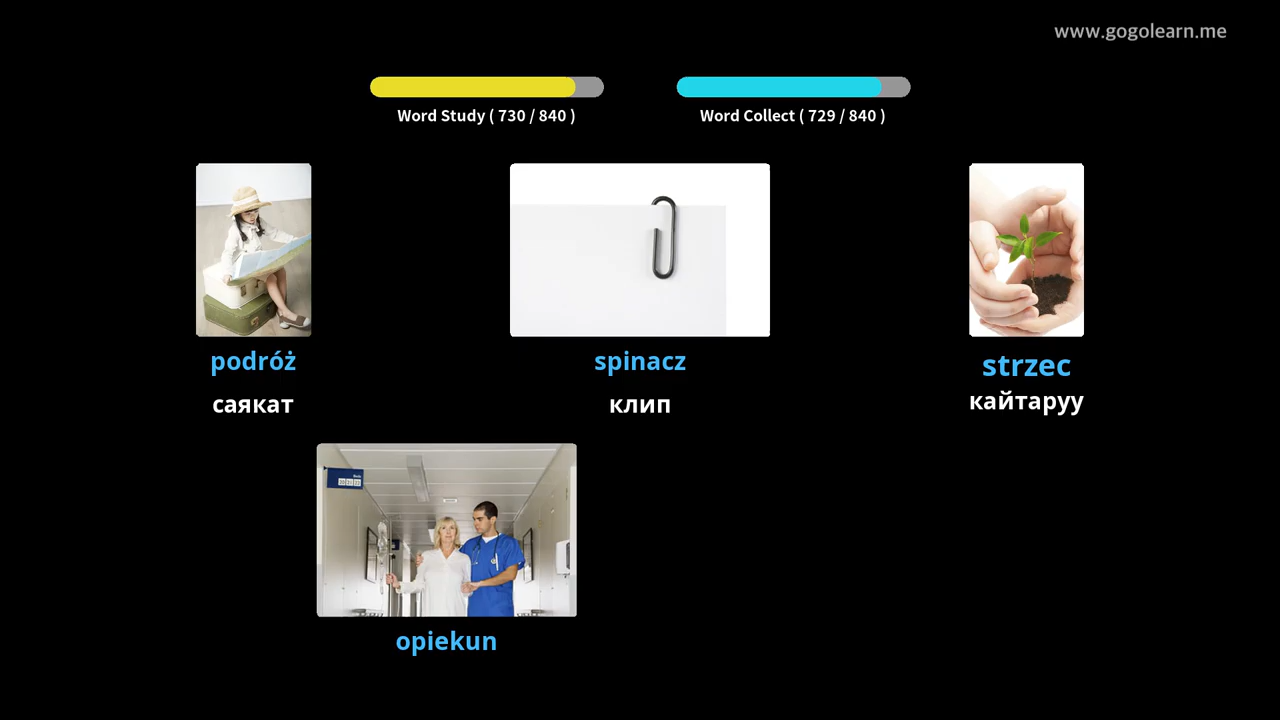 www.gogolearn.me
Word Study ( 730 / 840 )
Word Collect ( 729 / 840 )
podróż
spinacz
strzec
саякат
клип
кайтаруу
opiekun